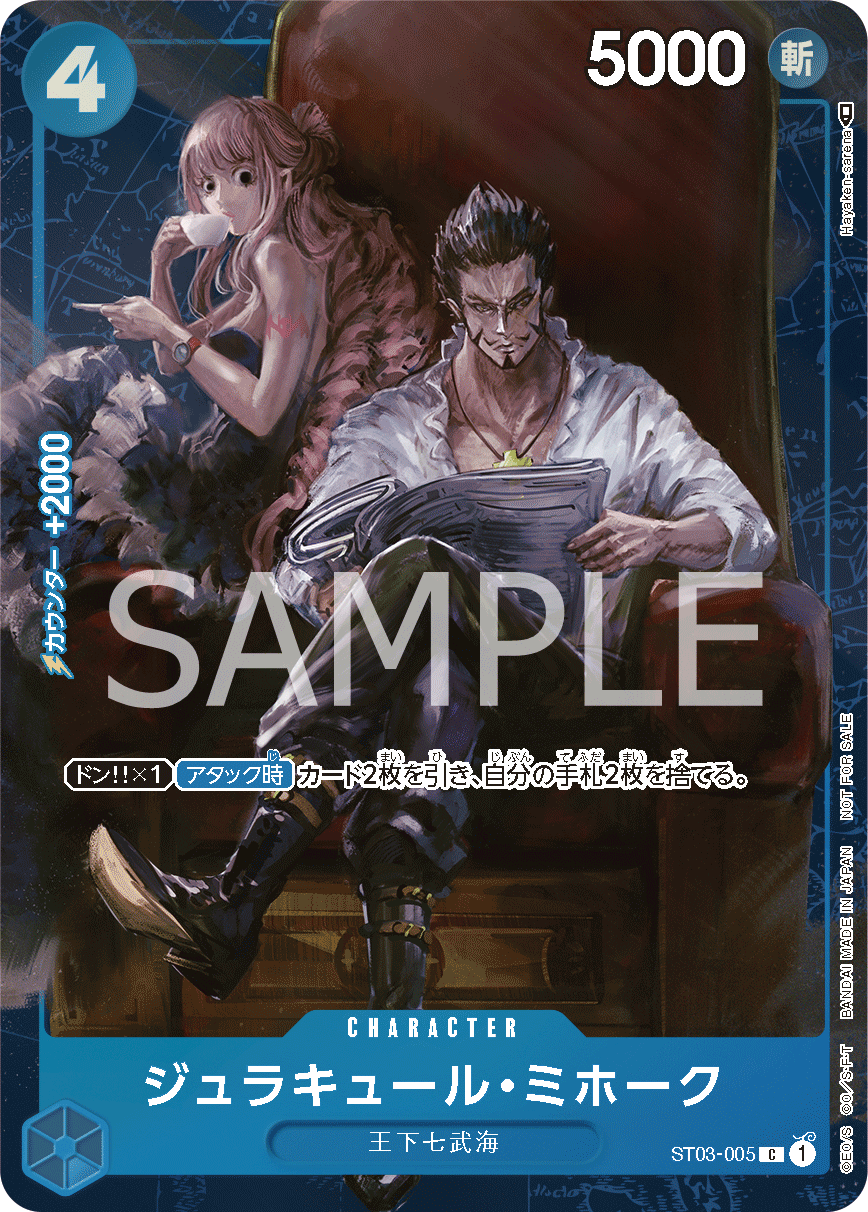 4
5000
斬
Hayaken-sarena
カウンター +2000
SAMPLE
ドン!!×1 アタック時 カード2枚を引き、自分の手札2枚を捨てる。
CHARACTER
ジュラキュール・ミホーク
王下七武海
ST03-005 C 1
©EO/S ©O/S・F・T BANDAI MADE IN JAPAN NOT FOR SALE